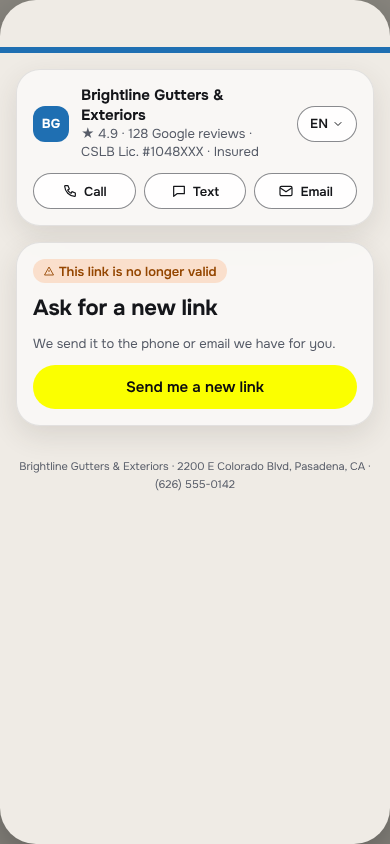 BG
Brightline Gutters &
Exteriors
★ 4.9 · 128 Google reviews ·
CSLB Lic. #1048XXX · Insured
EN
Call
Text
Email
This link is no longer valid
Ask for a new link
We send it to the phone or email we have for you.
Send me a new link
Brightline Gutters & Exteriors · 2200 E Colorado Blvd, Pasadena, CA ·
(626) 555-0142